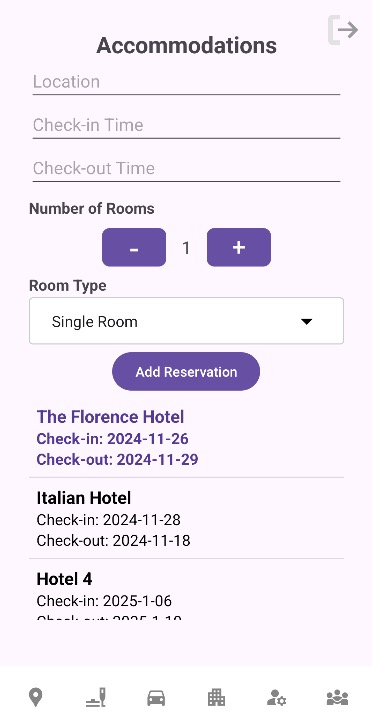 Accommodations
Location
Check-in Time
Check-out Time
Number of Rooms
- 1 +
Room Type
Single Room
Add Reservation
The Florence Hotel
Check-in: 2024-11-26
Check-out: 2024-11-29
Italian Hotel
Check-in: 2024-11-28
Check-out: 2024-11-18
Hotel 4
Check-in: 2025-1-06